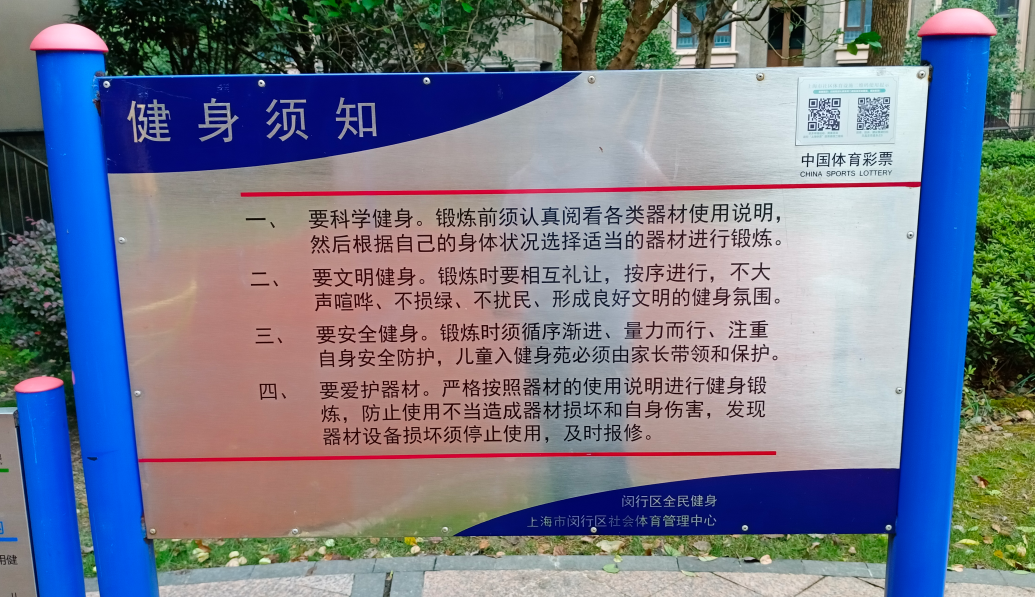 健身须知
中国体育彩票
CHINA SPORTS LOTTERY
一、 要科学健身。锻炼前须认真阅看各类器材使用说明，
然后根据自己的身体状况选择适当的器材进行锻炼。
二、 要文明健身。锻炼时要相互礼让，按序进行，不大
声喧哗、不损绿、不扰民、形成良好文明的健身氛围。
三、 要安全健身。锻炼时须循序渐进、量力而行、注重
自身安全防护，儿童入健身苑必须由家长带领和保护。
四、 要爱护器材。严格按照器材的使用说明进行健身锻
炼，防止使用不当造成器材损坏和自身伤害，发现
器材设备损坏须停止使用，及时报修。
闵行区全民健身
上海市闵行区社会体育管理中心